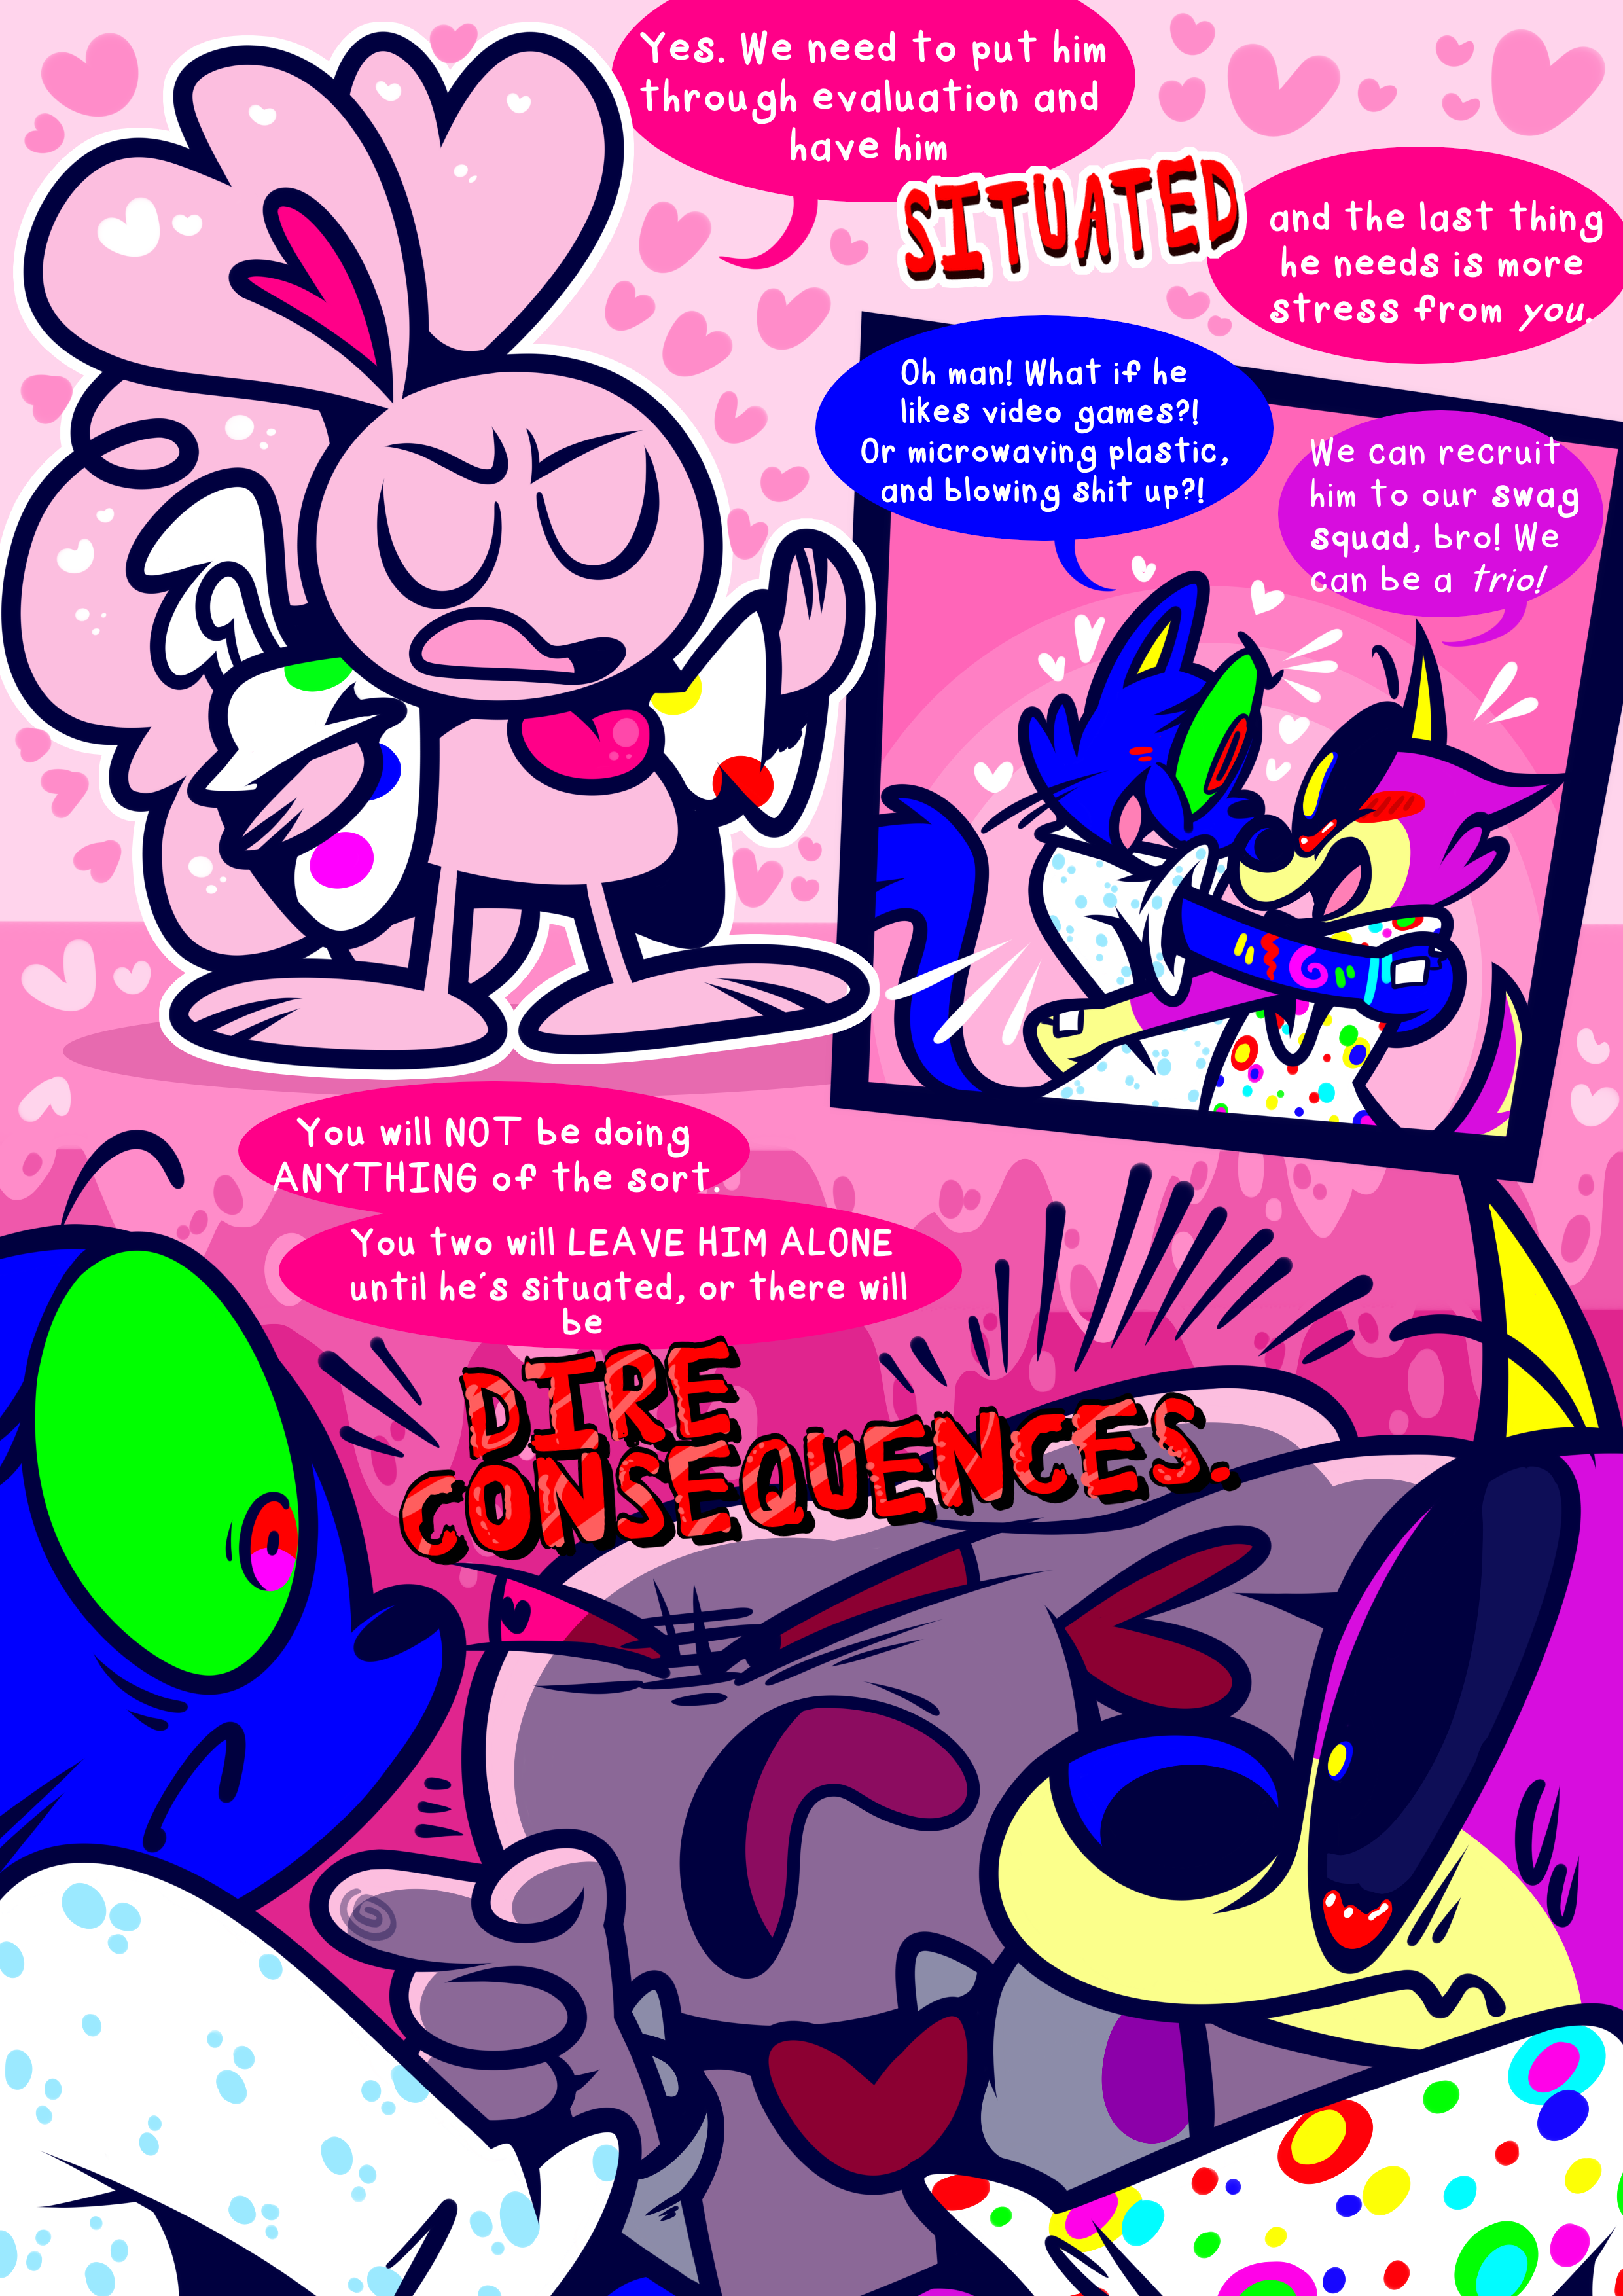 Yes. We need to put him
through evaluation and
have him
SITUATED
and the last thing
he needs is more
stress from you.
Oh man! What if he
likes video games?!
Or microwaving plastic,
and blowing shit up?!
We can recruit
him to our swag
squad, bro! We
can be a trio!
You will NOT be doing
ANYTHING of the sort.
You two will LEAVE HIM ALONE
until he's situated, or there will
be
DIRE
CONSEQUENCES.